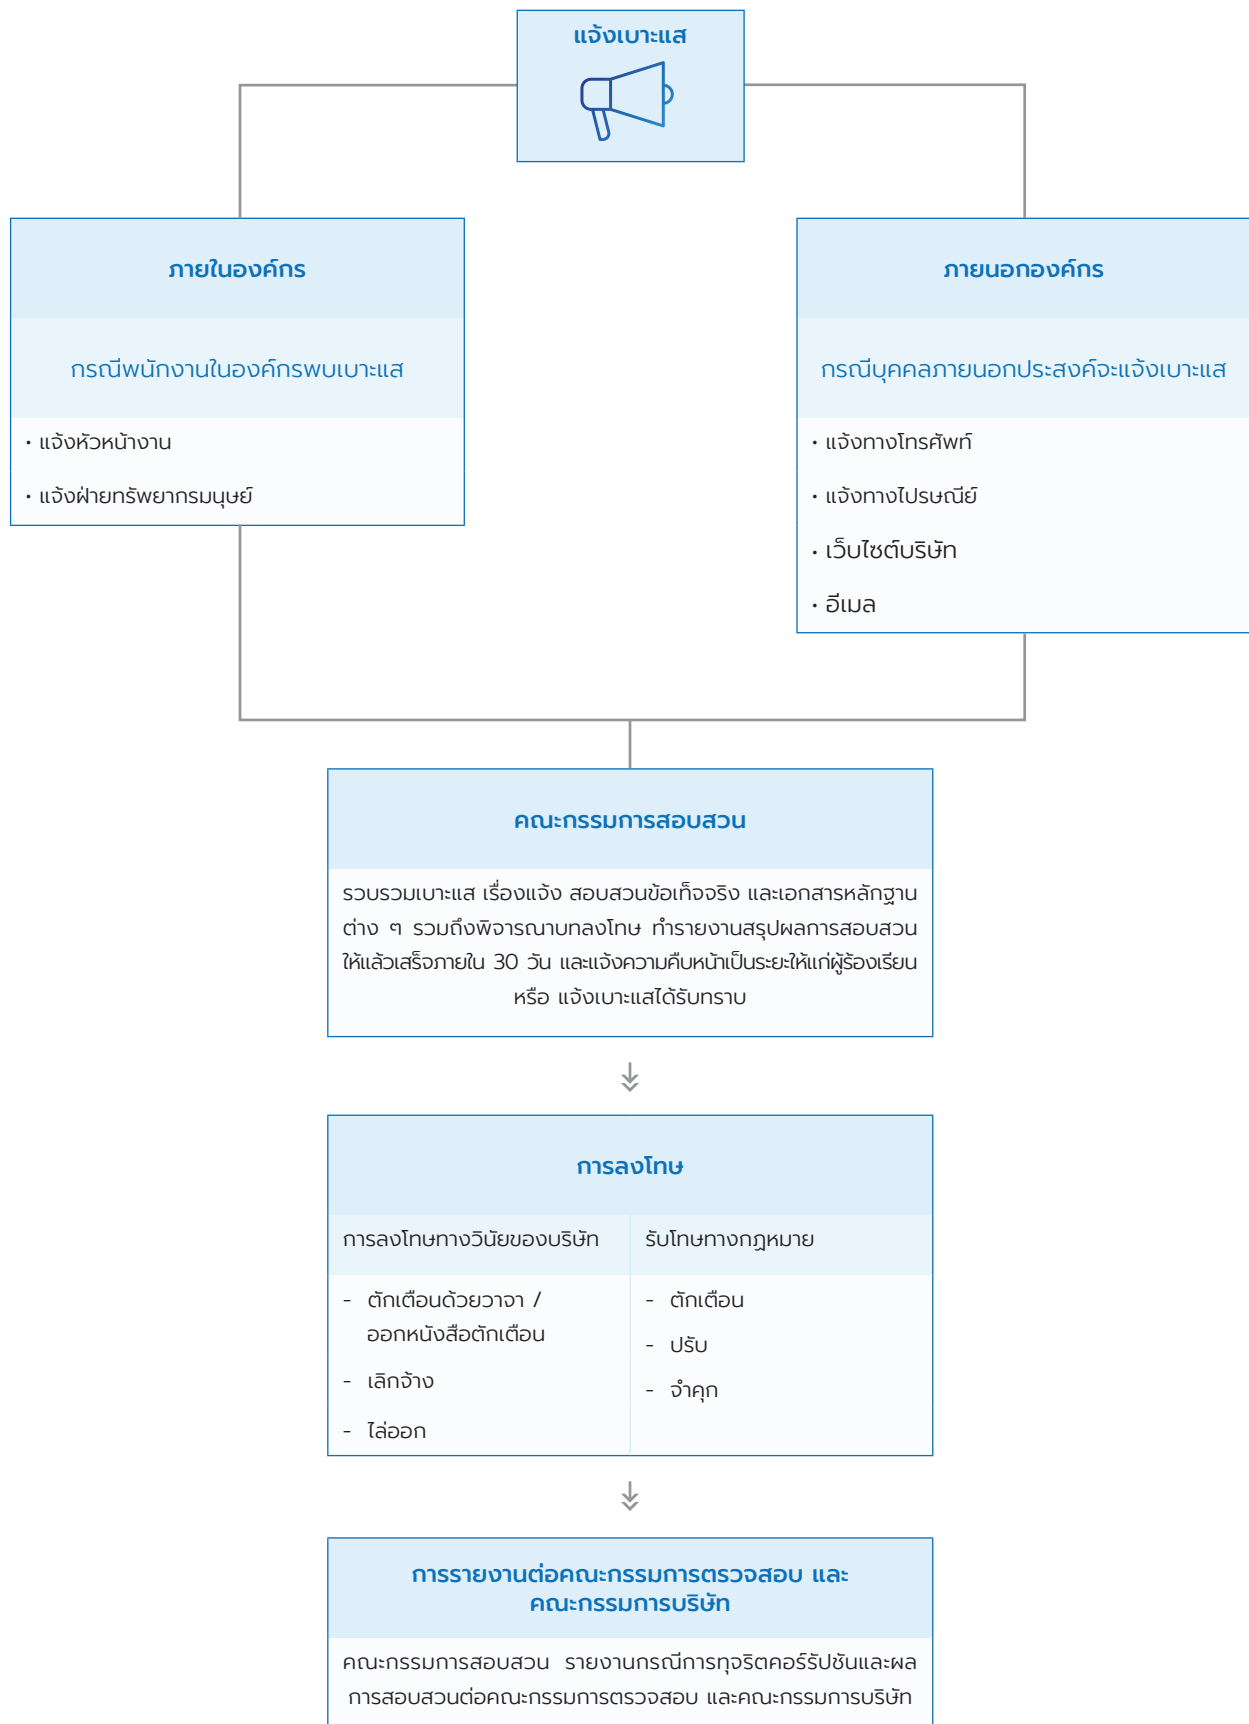 แจ้งเบาะแส
ภายในองค์กร
กรณีพนักงานในองค์กรพบเบาะแส
• แจ้งหัวหน้างาน
• แจ้งฝ่ายทรัพยากรมนุษย์
ภายนอกองค์กร
กรณีบุคคลภายนอกประสงค์จะแจ้งเบาะแส
• แจ้งทางโทรศัพท์
• แจ้งทางไปรษณีย์
• เว็บไซต์บริษัท
• อีเมล
คณะกรรมการสอบสวน
รวบรวมเบาะแส เรื่องแจ้ง สอบสวนข้อเท็จจริง และเอกสารหลักฐาน
ต่าง ๆ รวมถึงพิจารณาบทลงโทษ ทำรายงานสรุปผลการสอบสวน
ให้แล้วเสร็จภายใน 30 วัน และแจ้งความคืบหน้าเป็นระยะให้แก่ผู้ร้องเรียน
หรือ แจ้งเบาะแสได้รับทราบ
การลงโทษ
การลงโทษทางวินัยของบริษัท
- ตักเตือนด้วยวาจา /
ออกหนังสือตักเตือน
- เลิกจ้าง
- ไล่ออก
รับโทษทางกฎหมาย
- ตักเตือน
- ปรับ
- จำคุก
การรายงานต่อคณะกรรมการตรวจสอบ และ
คณะกรรมการบริษัท
คณะกรรมการสอบสวน รายงานกรณีการทุจริตคอร์รัปชันและผล
การสอบสวนต่อคณะกรรมการตรวจสอบ และคณะกรรมการบริษัท